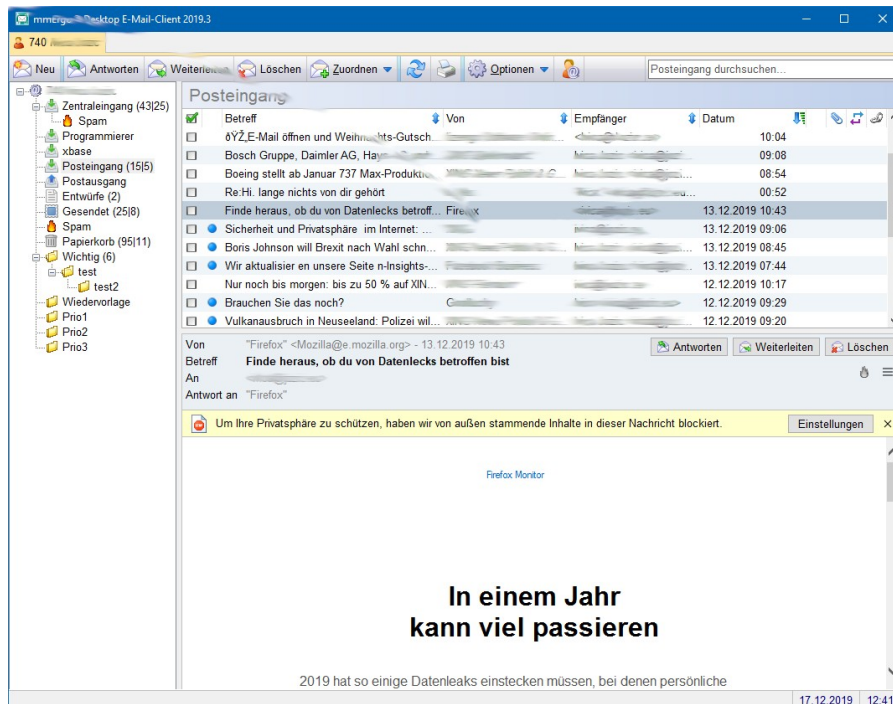 Desktop E-Mail-Client 2019.3
740
Neu Antworten Löschen Zuordnen Optionen Posteingang durchsuchen...
Zentraleingang (43|25)
Spam
Programmierer
xbase
Posteingang (15|5)
Postausgang
Entwürfe (2)
Gesendet (25|8)
Spam
Papierkorb (95|11)
Wichtig (6)
test
test2
Wiedervorlage
Prio1
Prio2
Prio3
Posteingang
Betreff Von Empfänger Datum
ðŸŽ„E-Mail öffnen und 10:04
Bosch Gruppe, Daimler AG, 09:08
Boeing stellt ab Januar 737 08:54
Re:Hi. lange nichts von dir gehört 00:52
Finde heraus, ob du von Datenlecks betroff... Firefox 13.12.2019 10:43
Sicherheit und Privatsphäre im Internet: ... 13.12.2019 09:06
Boris Johnson will Brexit nach Wahl schn... 13.12.2019 08:45
Wir aktualisier en unsere Seite n-Insights-... 13.12.2019 07:44
Nur noch bis morgen: bis zu 50 % auf XIN... 12.12.2019 10:17
Brauchen Sie das noch? 12.12.2019 09:29
Vulkanausbruch in Neuseeland: Polizei wil... 12.12.2019 09:20
Von "Firefox" <Mozilla@e.mozilla.org> - 13.12.2019 10:43 Antworten Weiterleiten Löschen
Betreff Finde heraus, ob du von Datenlecks betroffen bist
An
Antwort an "Firefox"
Um Ihre Privatsphäre zu schützen, haben wir von außen stammende Inhalte in dieser Nachricht blockiert. Einstellungen
Firefox Monitor
In einem Jahr
kann viel passieren
2019 hat so einige Datenleaks einstecken müssen, bei denen persönliche
17.12.2019 12:41